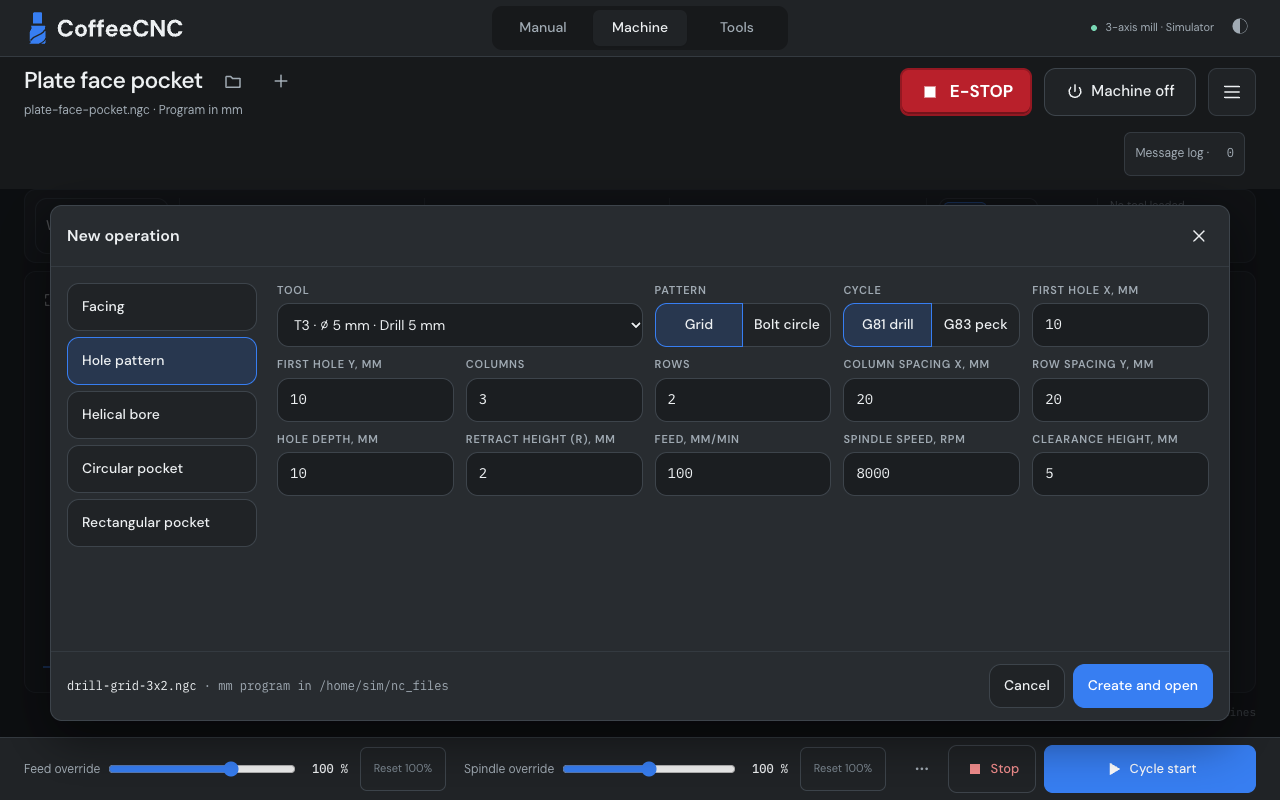 CoffeeCNC
Manual Machine Tools
3-axis mill · Simulator
Plate face pocket
plate-face-pocket.ngc · Program in mm
E-STOP
Machine off
Message log · 0
No tool loaded
New operation
Facing
Hole pattern
Helical bore
Circular pocket
Rectangular pocket
TOOL PATTERN CYCLE FIRST HOLE X, MM
T3 · ⌀ 5 mm · Drill 5 mm Grid Bolt circle G81 drill G83 peck 10
FIRST HOLE Y, MM COLUMNS ROWS COLUMN SPACING X, MM ROW SPACING Y, MM
10 3 2 20 20
HOLE DEPTH, MM RETRACT HEIGHT (R), MM FEED, MM/MIN SPINDLE SPEED, RPM CLEARANCE HEIGHT, MM
10 2 100 8000 5
drill-grid-3x2.ngc · mm program in /home/sim/nc_files
Cancel Create and open
Feed override 100 % Reset 100% Spindle override 100 % Reset 100% ··· Stop Cycle start